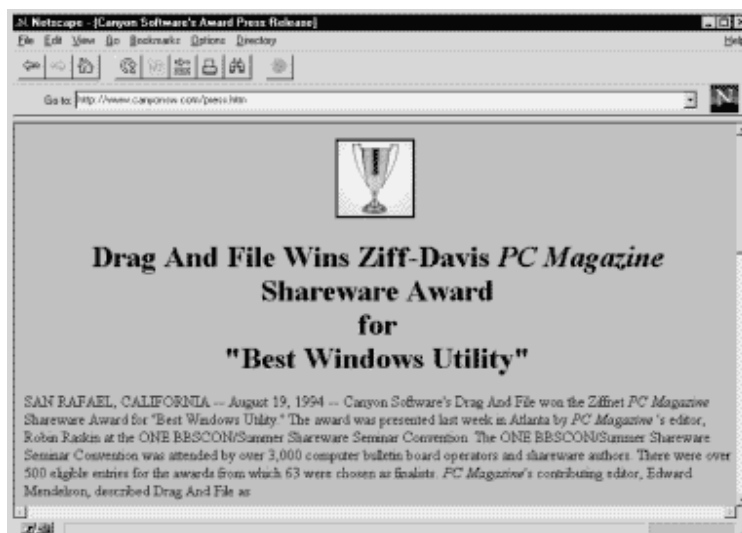 Netscape - [Canyon Software's Award Press Release]
File Edit View Go Bookmarks Options Directory Help
Go to: http://www.canyonsw.com/press.htm
N
Drag And File Wins Ziff-Davis PC Magazine
Shareware Award
for
"Best Windows Utility"
SAN RAFAEL, CALIFORNIA -- August 19, 1994 -- Canyon Software's Drag And File won the Ziffnet PC Magazine
Shareware Award for "Best Windows Utility." The award was presented last week in Atlanta by PC Magazine 's editor,
Robin Raskin at the ONE BBSCON/Summer Shareware Seminar Convention. The ONE BBSCON/Summer Shareware
Seminar Convention was attended by over 3,000 computer bulletin board operators and shareware authors. There were over
500 eligible entries for the awards from which 63 were chosen as finalists. PC Magazine's contributing editor, Edward
Mendelson, described Drag And File as